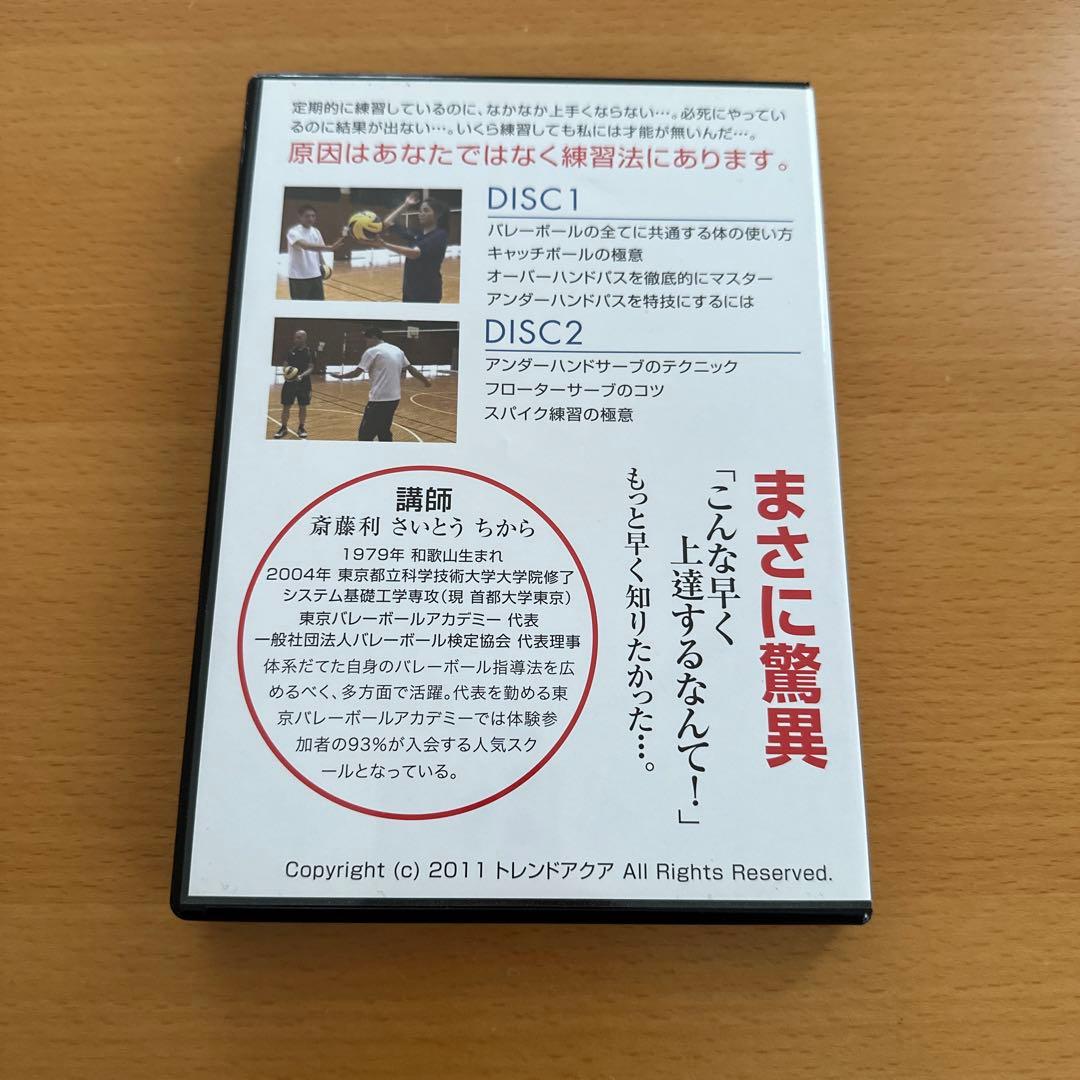 定期的に練習しているのに、なかなか上手くならない…。必死にやってい
るのに結果が出ない…。いくら練習しても私には才能が無いんだ…。
原因はあなたではなく練習法にあります。
DISC1
バレーボールの全てに共通する体の使い方
キャッチボールの極意
オーバーハンドパスを徹底的にマスター
アンダーハンドパスを特技にするには
DISC2
アンダーハンドサーブのテクニック
フローターサーブのコツ
スパイク練習の極意
まさに驚異
「こんな早く
上達するなんて！」
もっと早く知りたかった…。
講師
斎藤利 さいとう ちから
1979年 和歌山生まれ
2004年 東京都立科学技術大学大学院修了
システム基礎工学専攻(現 首都大学東京)
東京バレーボールアカデミー 代表
一般社団法人バレーボール検定協会 代表理事
体系だてた自身のバレーボール指導法を広
めるべく、多方面で活躍。代表を勤める東
京バレーボールアカデミーでは体験参
加者の93%が入会する人気スク
ールとなっている。
Copyright (c) 2011 トレンドアクア All Rights Reserved.